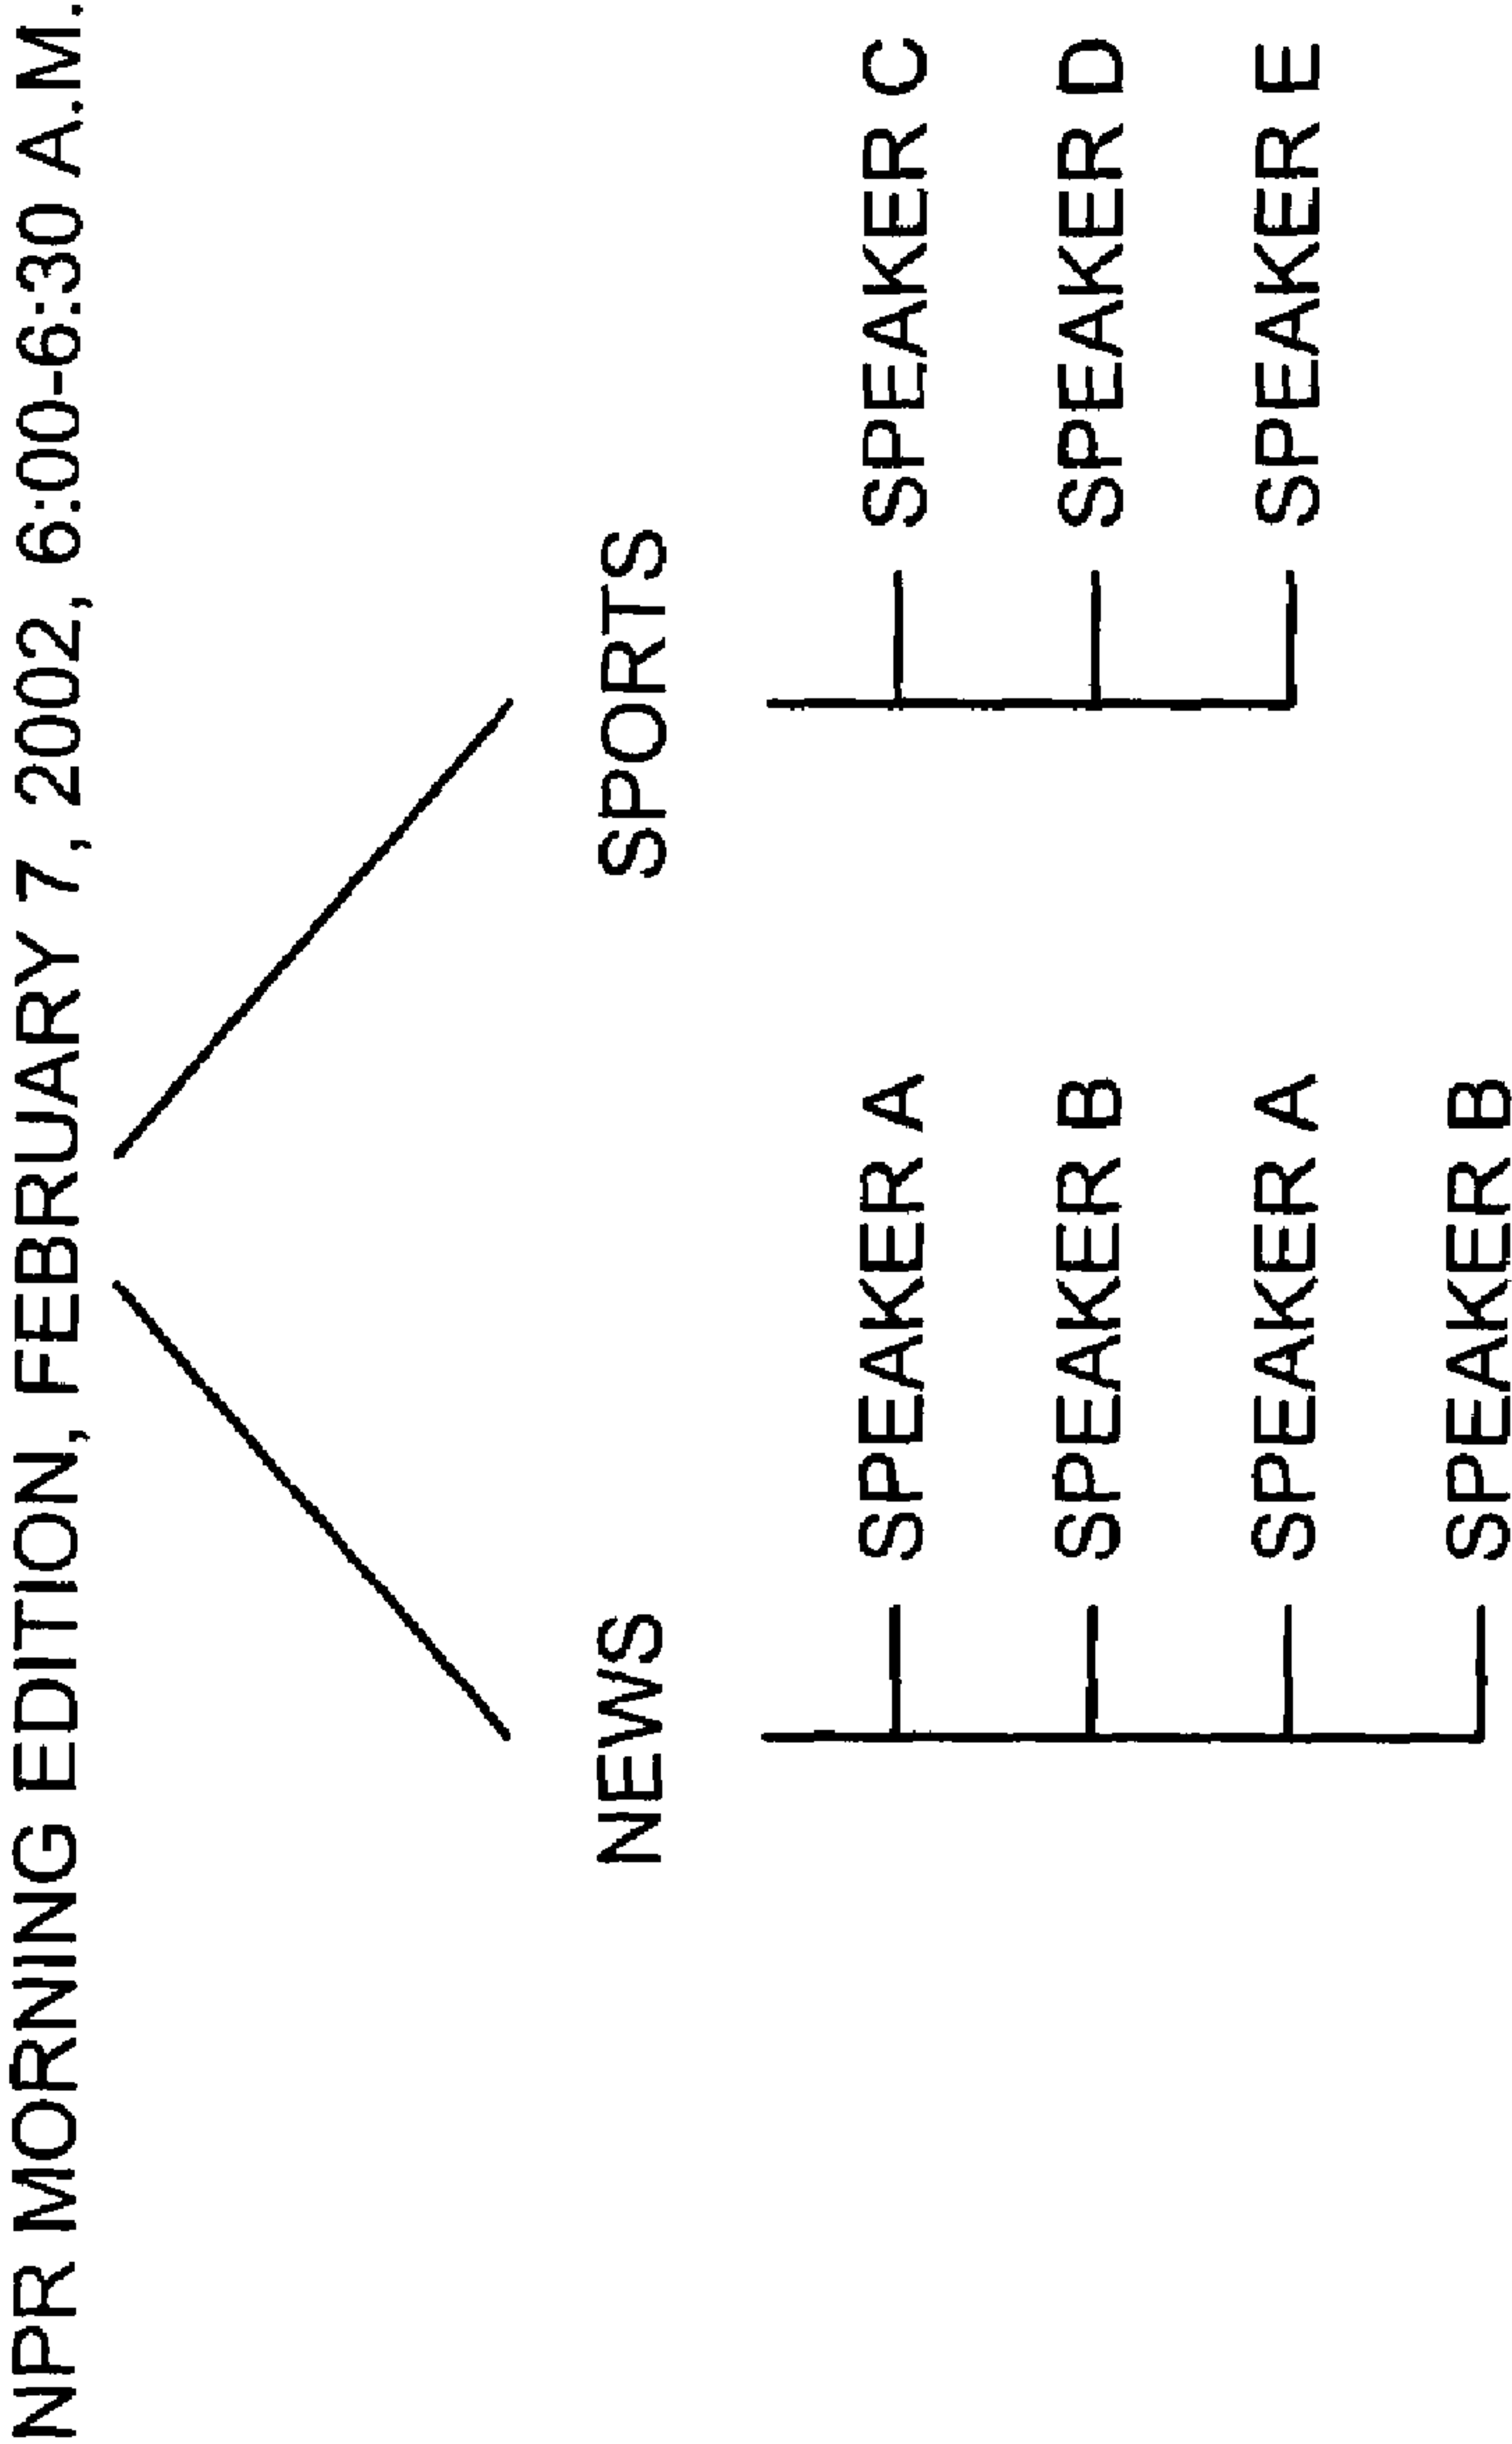 NPR MORNING EDITION, FEBRUARY 7, 2002, 6:00-6:30 A.M.
NEWS
SPEAKER A
SPEAKER B
SPEAKER A
SPEAKER B
SPORTS
SPEAKER C
SPEAKER D
SPEAKER E